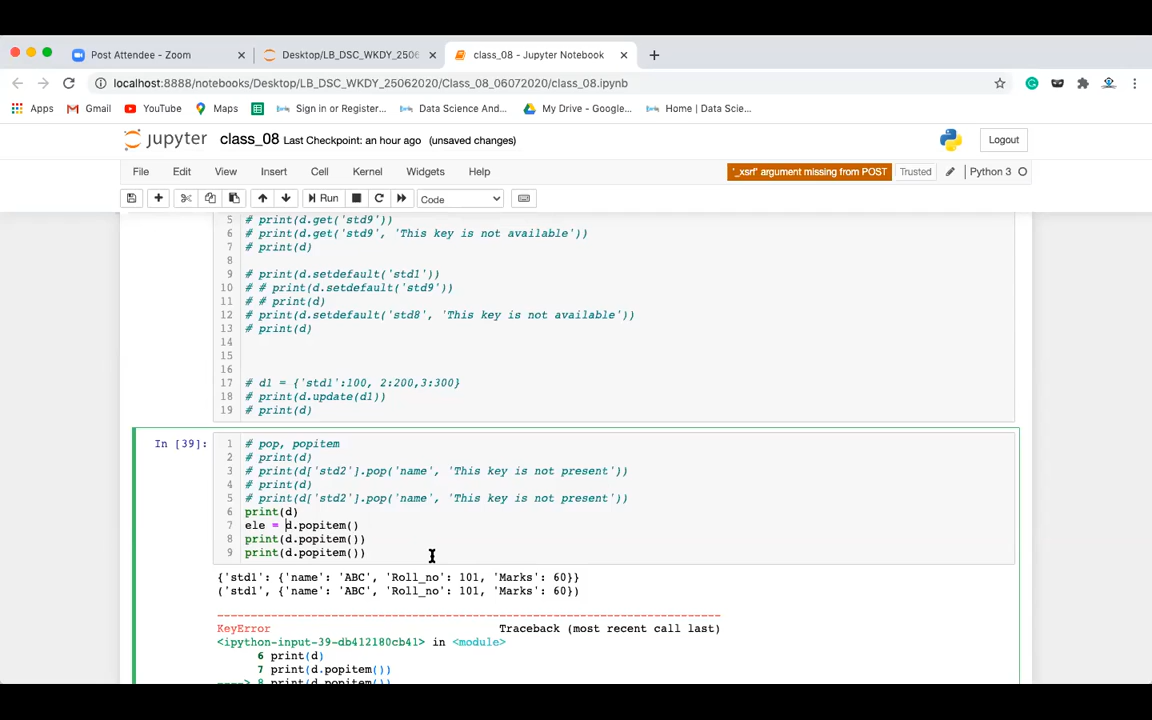 Post Attendee - Zoom
Desktop/LB_DSC_WKDY_2506
class_08 - Jupyter Notebook
localhost:8888/notebooks/Desktop/LB_DSC_WKDY_25062020/Class_08_06072020/class_08.ipynb
Apps Gmail YouTube Maps Sign in or Register... Data Science And... My Drive - Google... Home | Data Scie...
jupyter class_08 Last Checkpoint: an hour ago (unsaved changes) Logout
File Edit View Insert Cell Kernel Widgets Help '_xsrf' argument missing from POST Trusted Python 3
Run Code
5 # print(d.get('std9'))
6 # print(d.get('std9', 'This key is not available'))
7 # print(d)
8
9 # print(d.setdefault('std1'))
10 # # print(d.setdefault('std9'))
11 # # print(d)
12 # print(d.setdefault('std8', 'This key is not available'))
13 # print(d)
14
15
16
17 # d1 = {'std1':100, 2:200,3:300}
18 # print(d.update(d1))
19 # print(d)
In [39]: 1 # pop, popitem
2 # print(d)
3 # print(d['std2'].pop('name', 'This key is not present'))
4 # print(d)
5 # print(d['std2'].pop('name', 'This key is not present'))
6 print(d)
7 ele = d.popitem()
8 print(d.popitem())
9 print(d.popitem())
{'std1': {'name': 'ABC', 'Roll_no': 101, 'Marks': 60}}
('std1', {'name': 'ABC', 'Roll_no': 101, 'Marks': 60})
---------------------------------------------------------------------------
KeyError Traceback (most recent call last)
<ipython-input-39-db412180cb41> in <module>
6 print(d)
7 print(d.popitem())
----> 8 print(d.popitem())